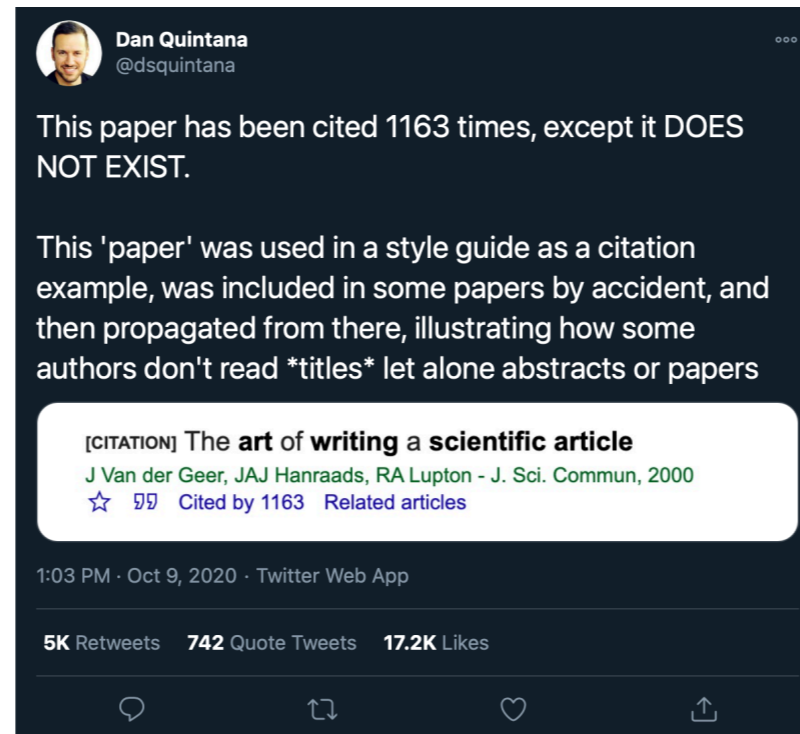 Dan Quintana
@dsquintana
This paper has been cited 1163 times, except it DOES
NOT EXIST.
This 'paper' was used in a style guide as a citation
example, was included in some papers by accident, and
then propagated from there, illustrating how some
authors don't read *titles* let alone abstracts or papers
[CITATION] The art of writing a scientific article
J Van der Geer, JAJ Hanraads, RA Lupton - J. Sci. Commun, 2000
Cited by 1163 Related articles
1:03 PM · Oct 9, 2020 · Twitter Web App
5K Retweets 742 Quote Tweets 17.2K Likes